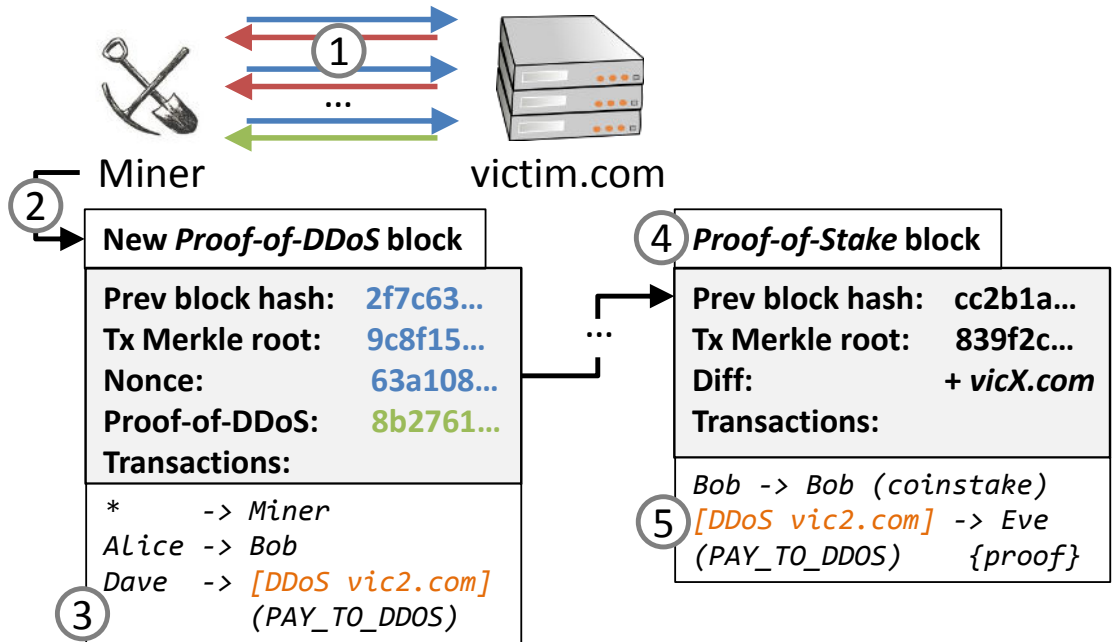 1
...
Miner
victim.com
2
New Proof-of-DDoS block
Prev block hash: 2f7c63...
Tx Merkle root: 9c8f15...
Nonce: 63a108...
Proof-of-DDoS: 8b2761...
Transactions:
* -> Miner
Alice -> Bob
Dave -> [DDoS vic2.com]
3
(PAY_TO_DDOS)
...
4
Proof-of-Stake block
Prev block hash: cc2b1a...
Tx Merkle root: 839f2c...
Diff: + vicX.com
Transactions:
Bob -> Bob (coinstake)
5
[DDoS vic2.com] -> Eve
(PAY_TO_DDOS) {proof}